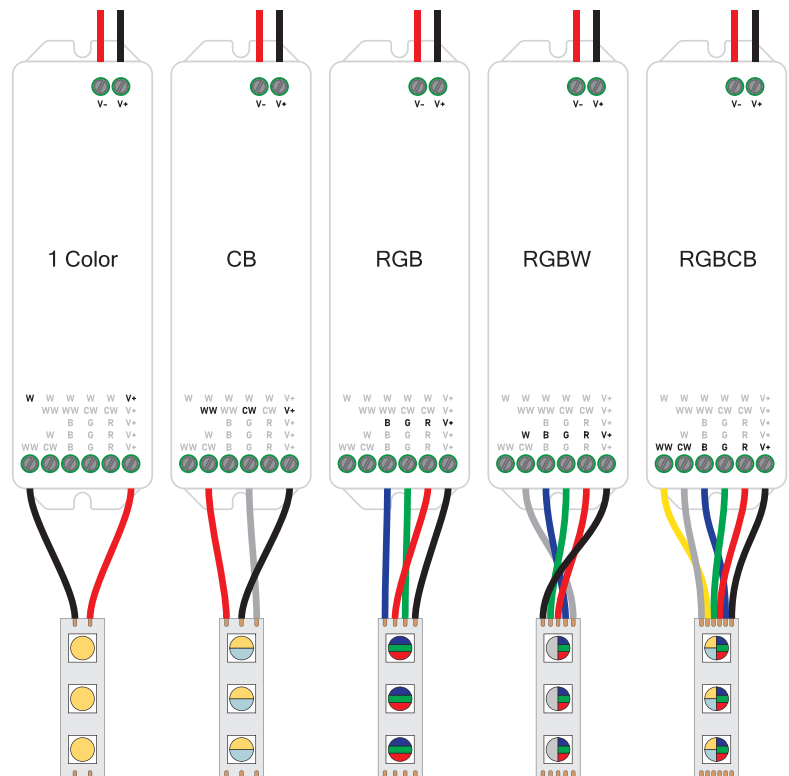 V- V+
1 Color
W W W W W V+
WW WW CW CW V+
B G R V+
W B G R V+
WW CW B G R V+
V- V+
CB
W W W W W V+
WW WW CW CW V+
B G R V+
W B G R V+
WW CW B G R V+
V- V+
RGB
W W W W W V+
WW WW CW CW V+
B G R V+
W B G R V+
WW CW B G R V+
V- V+
RGBW
W W W W W V+
WW WW CW CW V+
B G R V+
W B G R V+
WW CW B G R V+
V- V+
RGBCB
W W W W W V+
WW WW CW CW V+
B G R V+
W B G R V+
WW CW B G R V+